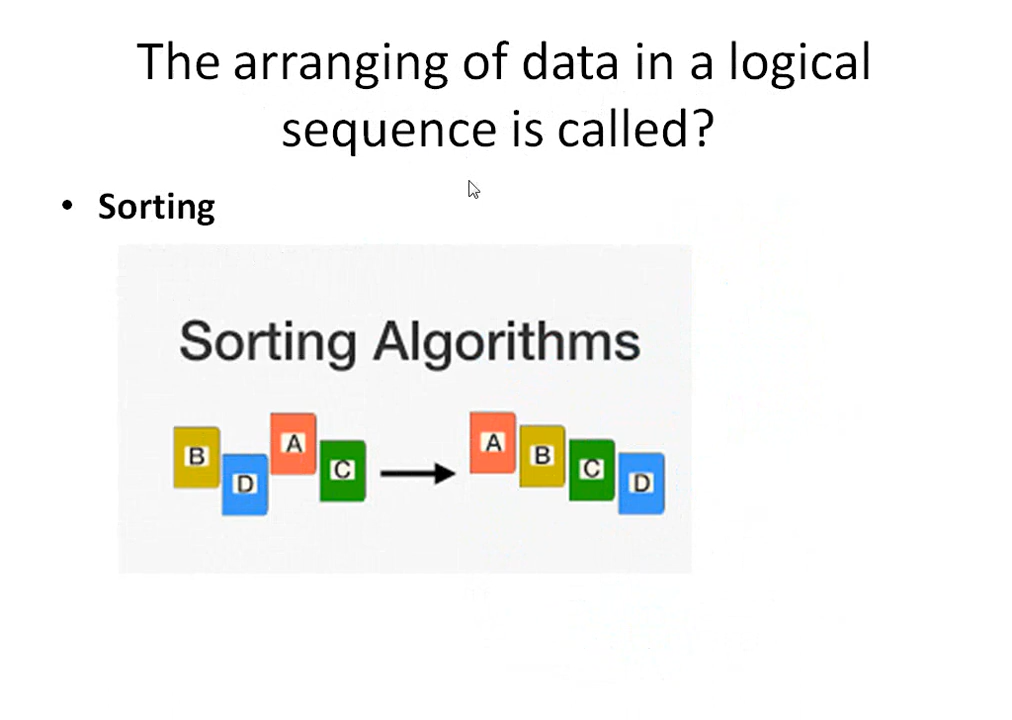 The arranging of data in a logical
sequence is called?
• Sorting
Sorting Algorithms
B D A C A B C D